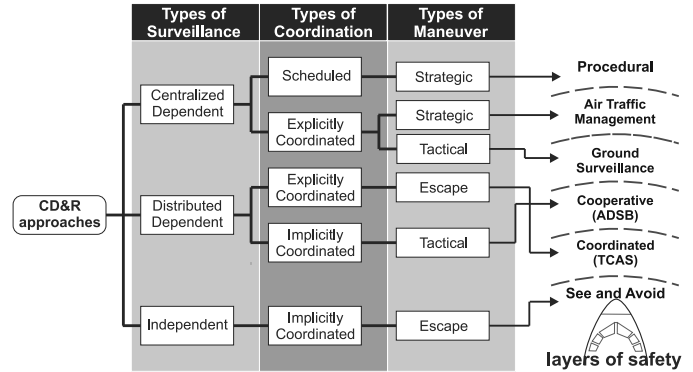 Types of
Surveillance
Types of
Coordination
Types of
Maneuver
Centralized
Dependent
Scheduled
Strategic
Procedural
Explicitly
Coordinated
Strategic
Air Traffic
Management
Tactical
Ground
Surveillance
CD&R
approaches
Distributed
Dependent
Explicitly
Coordinated
Escape
Cooperative
(ADSB)
Implicitly
Coordinated
Tactical
Coordinated
(TCAS)
Independent
Implicitly
Coordinated
Escape
See and Avoid
layers of safety